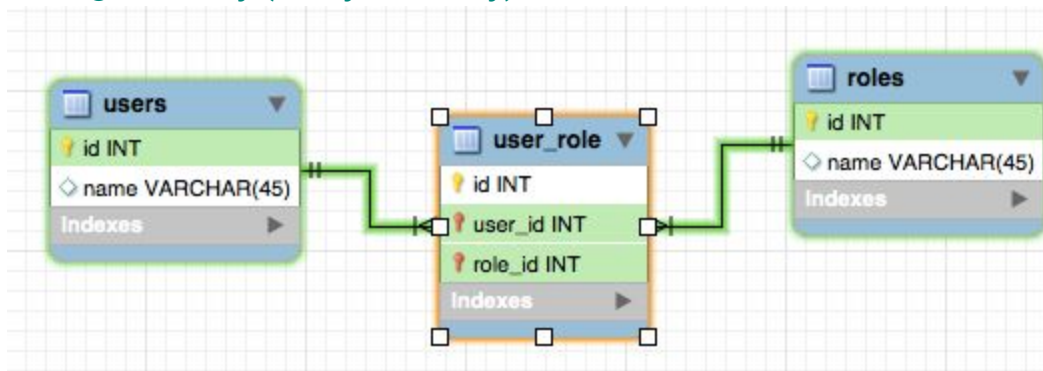 users
id INT
name VARCHAR(45)
Indexes
user_role
id INT
user_id INT
role_id INT
Indexes
roles
id INT
name VARCHAR(45)
Indexes